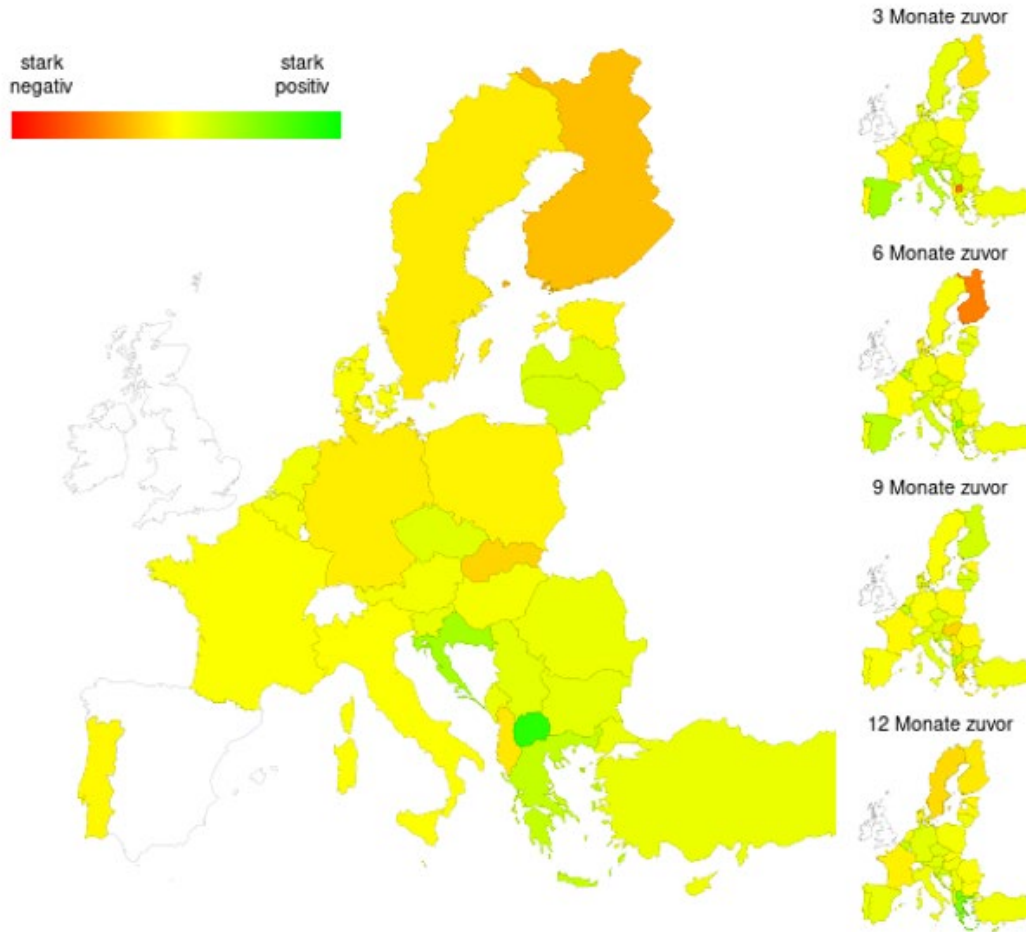 stark
negativ
stark
positiv
3 Monate zuvor
6 Monate zuvor
9 Monate zuvor
12 Monate zuvor